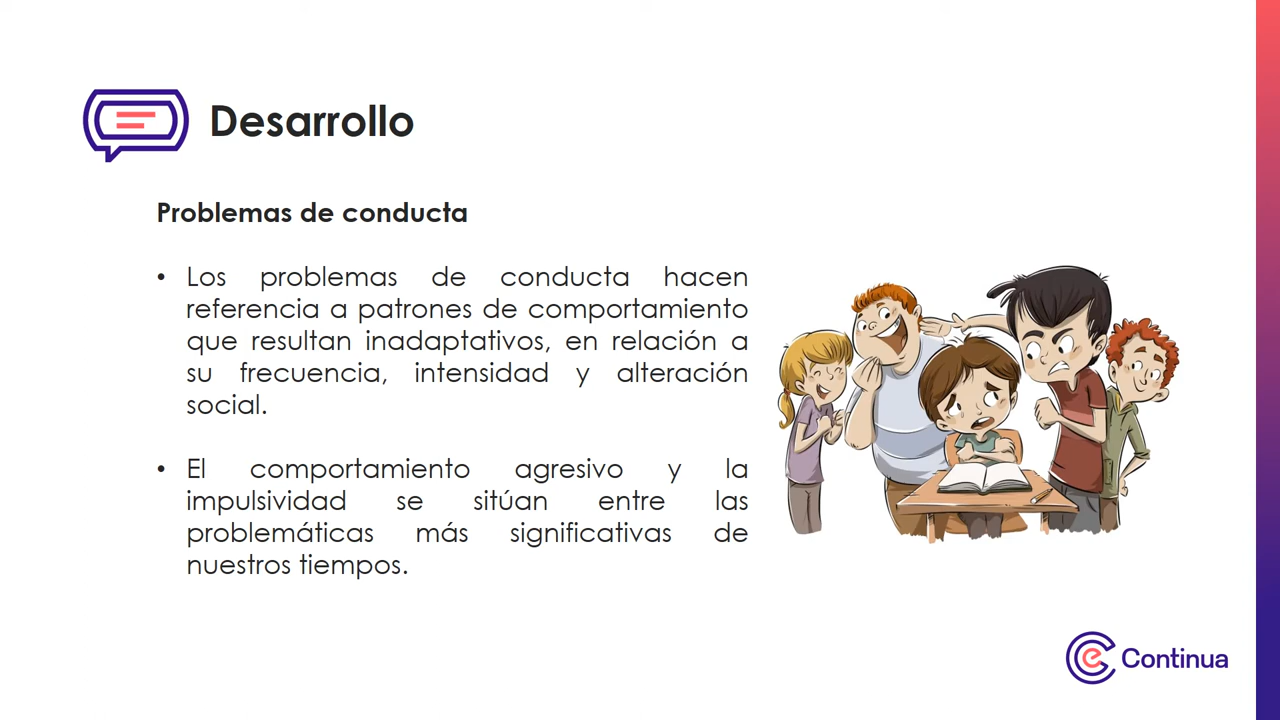 Desarrollo
Problemas de conducta
• Los problemas de conducta hacen
referencia a patrones de comportamiento
que resultan inadaptativos, en relación a
su frecuencia, intensidad y alteración
social.
• El comportamiento agresivo y la
impulsividad se sitúan entre las
problemáticas más significativas de
nuestros tiempos.
e Continua